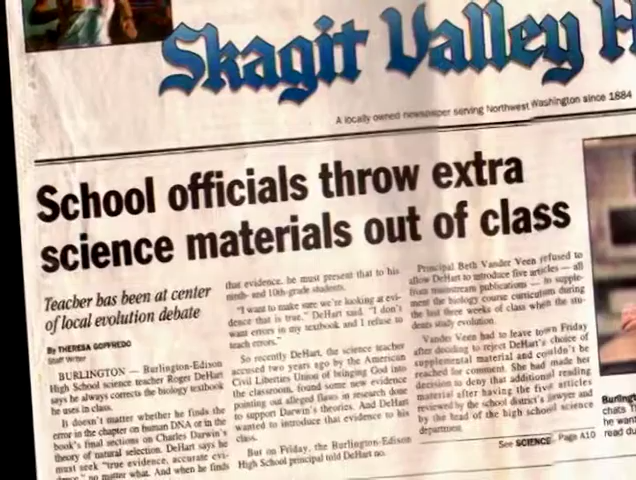 Skagit Valley H
A locally owned newspaper serving Northwest Washington since 1884
School officials throw extra
science materials out of class
Teacher has been at center
of local evolution debate
By THERESA GOFFREDO
Staff Writer
BURLINGTON — Burlington-Edison
High School science teacher Roger DeHart
says he always corrects the biology textbook
he uses in class.
It doesn't matter whether he finds the
error in the chapter on human DNA or in the
book's final sections on Charles Darwin's
theory of natural selection. DeHart says he
must seek "true evidence, accurate evi-
dence," no matter what. And when he finds
that evidence, he must present that to his
ninth- and 10th-grade students.
"I want to make sure we're looking at evi-
dence that is true," DeHart said. "I don't
want errors in my textbook and I refuse to
teach errors."
So recently DeHart, the science teacher
accused two years ago by the American
Civil Liberties Union of bringing God into
the classroom, found some new evidence
pointing out alleged flaws in research done
to support Darwin's theories. And DeHart
wanted to introduce that evidence to his
class.
But on Friday, the Burlington-Edison
High School principal told DeHart no.
Principal Beth Vander Veen refused to
allow DeHart to introduce five articles — all
from mainstream publications — to supple-
ment the biology course curriculum during
the last three weeks of class when the stu-
dents study evolution.
Vander Veen had to leave town Friday
after deciding to reject DeHart's choice of
supplemental material and couldn't be
reached for comment. She had made her
decision to deny that additional reading
material after having the five articles
reviewed by the school district's lawyer and
by the head of the high school science
department.
See SCIENCE, Page A10
Burling
chats
he wan
read du